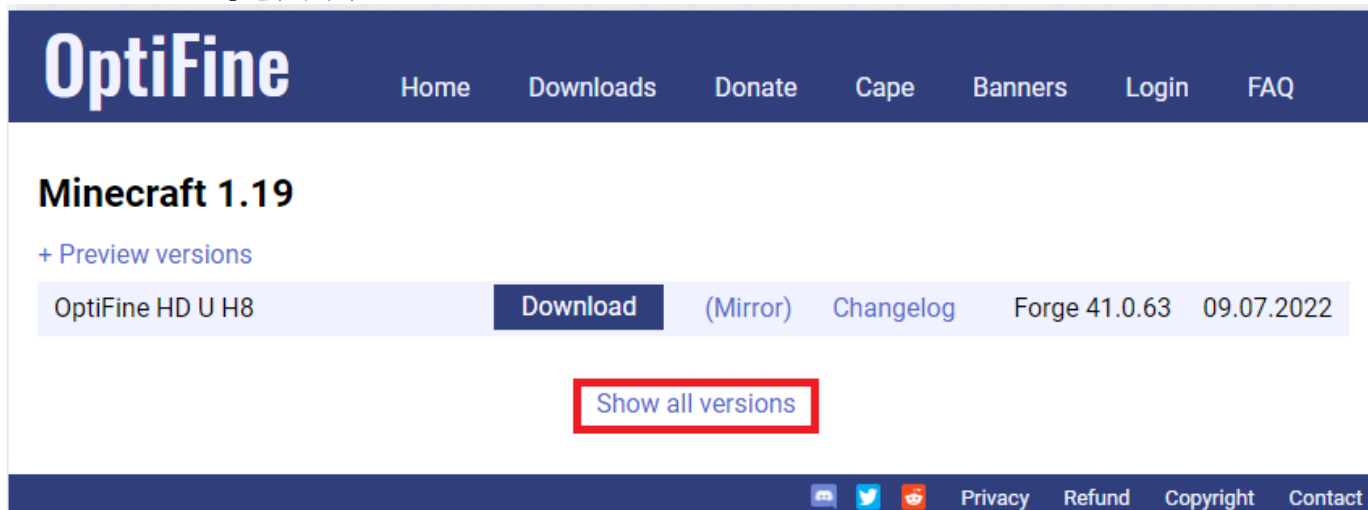 OptiFine
Home Downloads Donate Cape Banners Login FAQ
Minecraft 1.19
+ Preview versions
OptiFine HD U H8 Download (Mirror) Changelog Forge 41.0.63 09.07.2022
Show all versions
Privacy Refund Copyright Contact